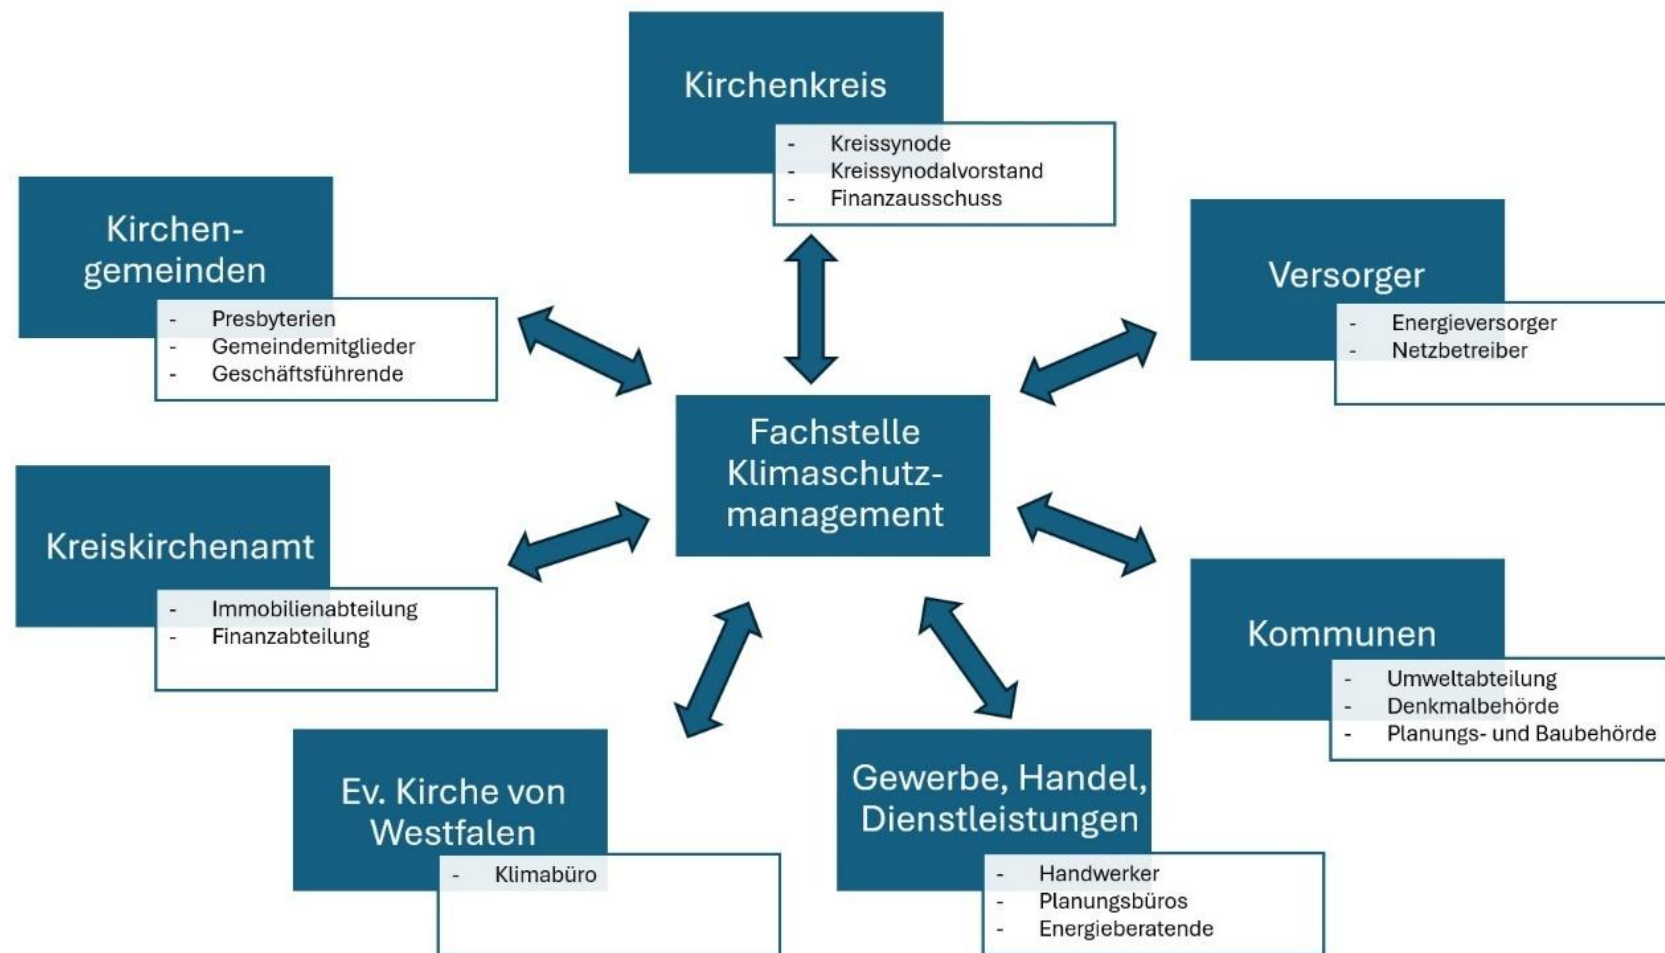 Kirchenkreis
- Kreissynode
- Kreissynodalvorstand
- Finanzausschuss
Kirchen-
gemeinden
- Presbyterien
- Gemeindemitglieder
- Geschäftsführende
Versorger
- Energieversorger
- Netzbetreiber
Fachstelle
Klimaschutz-
management
Kreiskirchenamt
- Immobilienabteilung
- Finanzabteilung
Kommunen
- Umweltabteilung
- Denkmalbehörde
- Planungs- und Baubehörde
Ev. Kirche von
Westfalen
- Klimabüro
Gewerbe, Handel,
Dienstleistungen
- Handwerker
- Planungsbüros
- Energieberatende